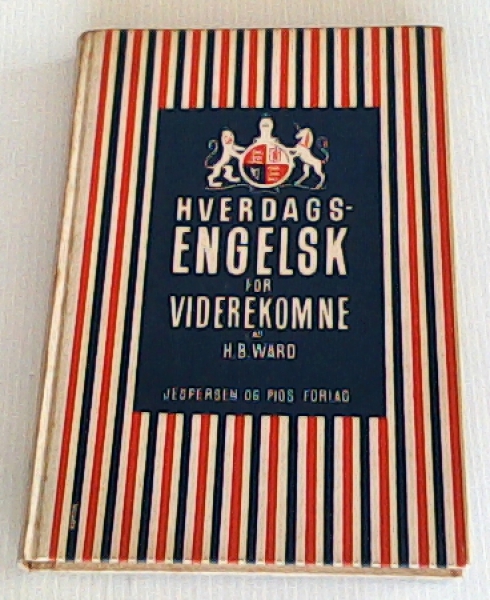 HVERDAGS-
ENGELSK
FOR
VIDEREKOMNE
af
H.B. WARD
JESPERSEN OG PIOS FORLAG